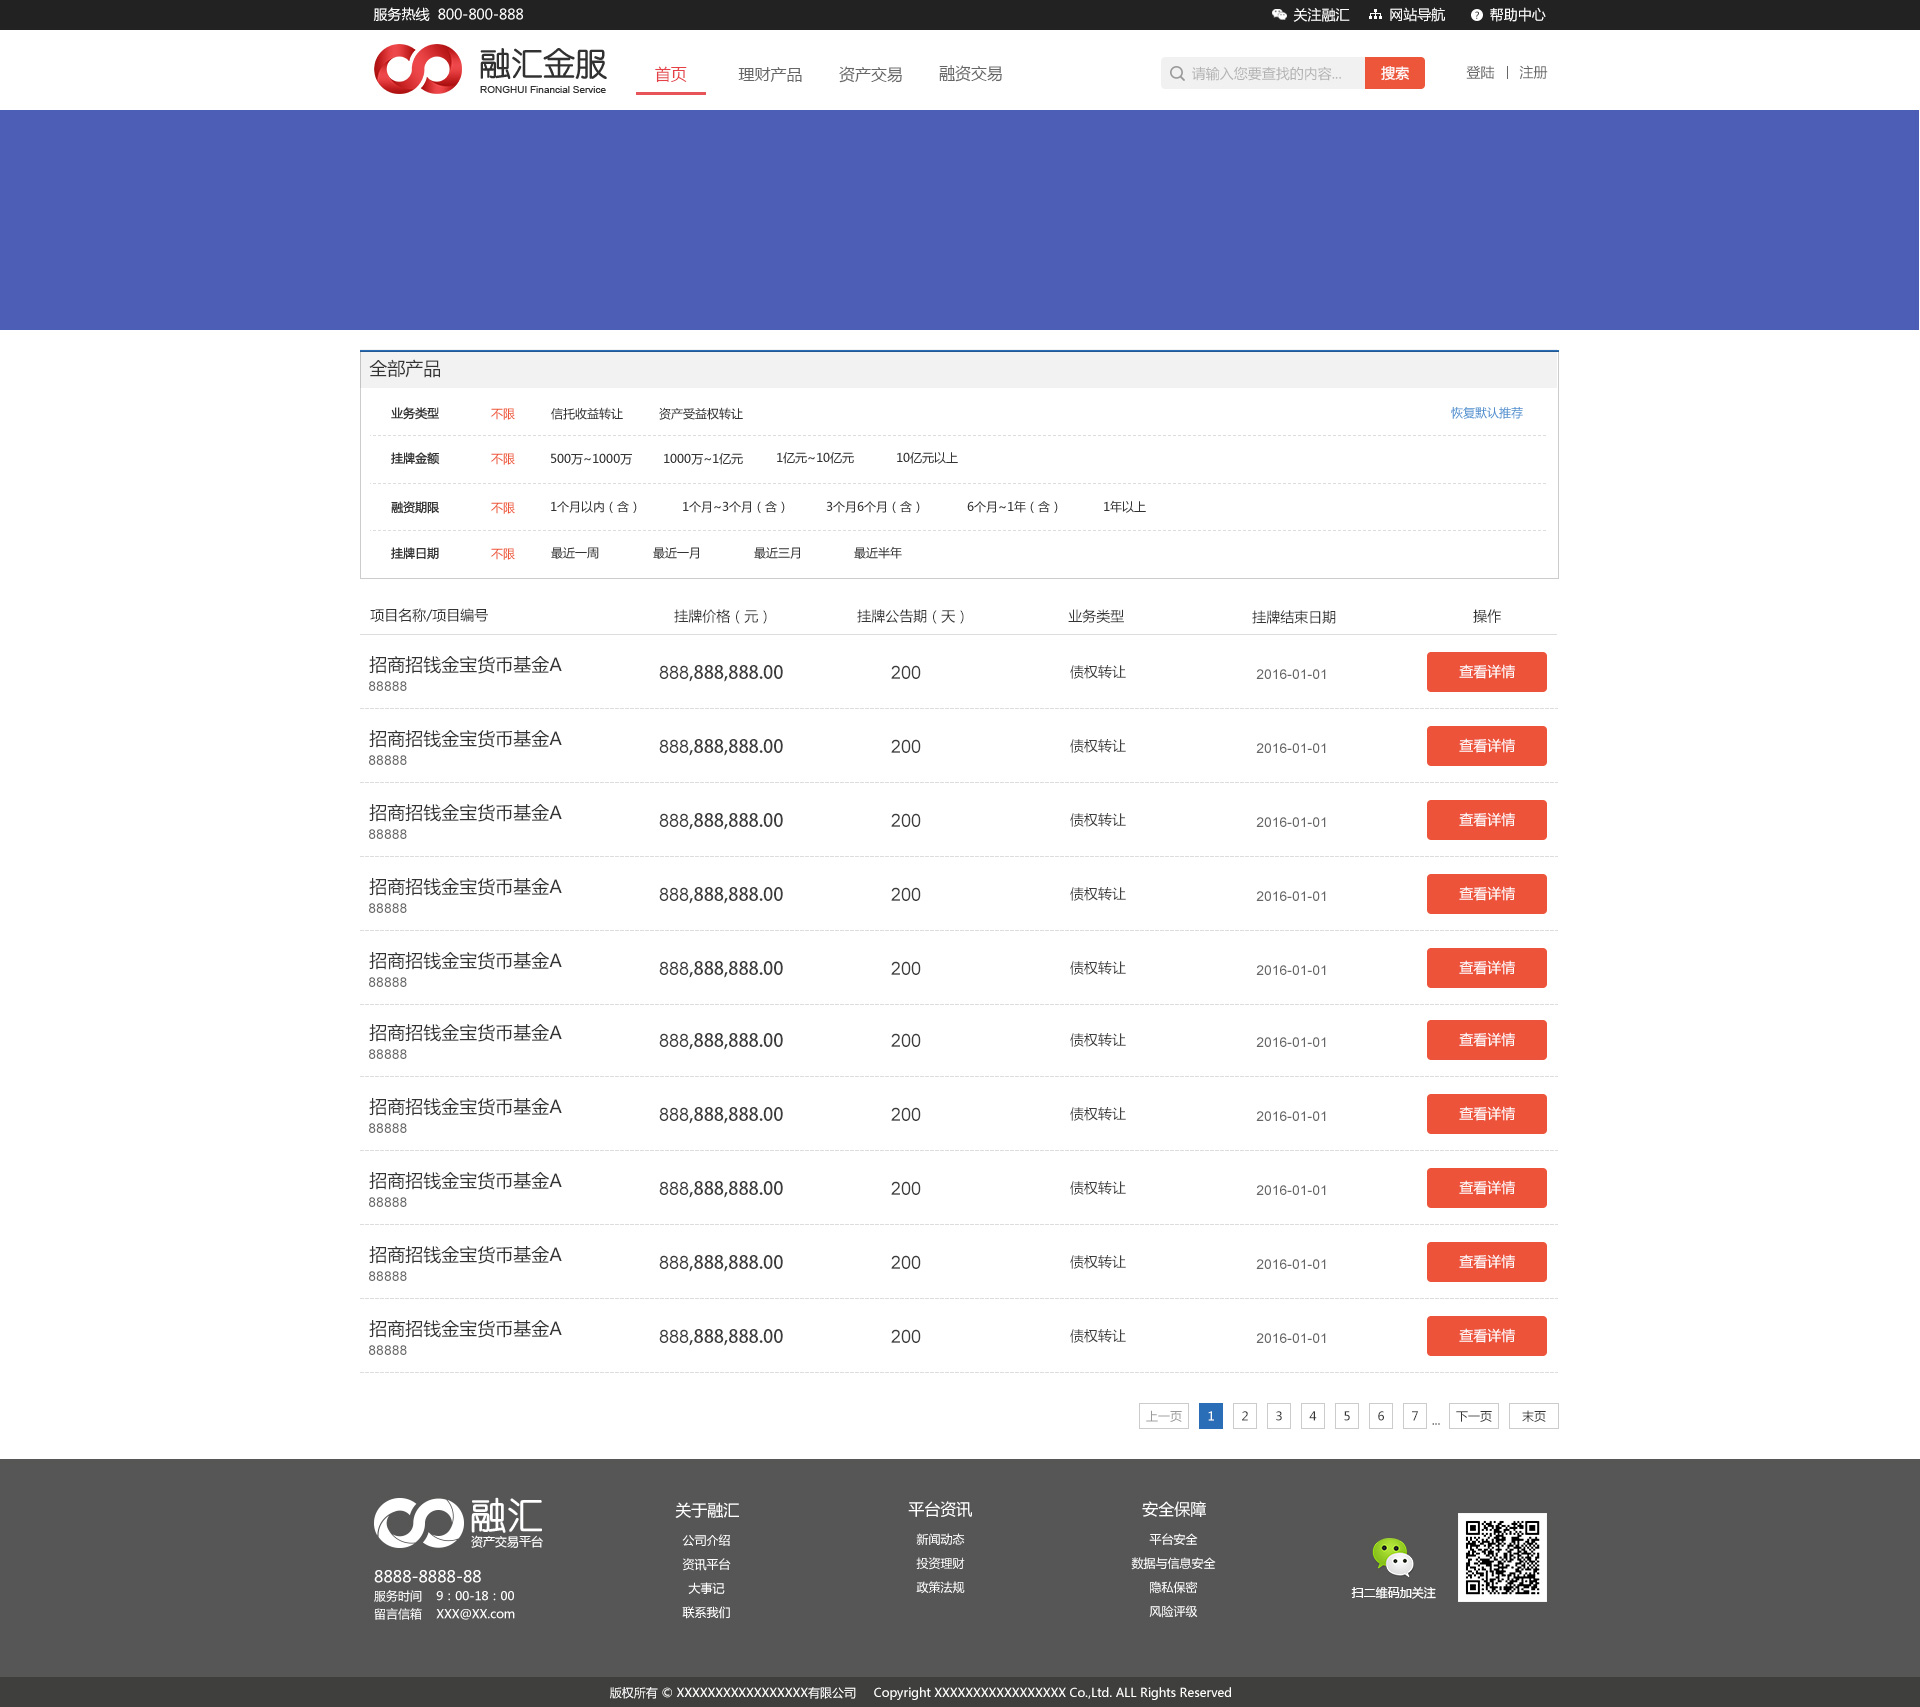 服务热线 800-800-888 关注融汇 网站导航 帮助中心
融汇金服
RONGHUI Financial Service
首页 理财产品 资产交易 融资交易 请输入您要查找的内容... 搜索 登陆 | 注册
全部产品
业务类型 不限 信托收益转让 资产受益权转让 恢复默认推荐
挂牌金额 不限 500万~1000万 1000万~1亿元 1亿元~10亿元 10亿元以上
融资期限 不限 1个月以内（含） 1个月~3个月（含） 3个月6个月（含） 6个月~1年（含） 1年以上
挂牌日期 不限 最近一周 最近一月 最近三月 最近半年
项目名称/项目编号 挂牌价格（元） 挂牌公告期（天） 业务类型 挂牌结束日期 操作
招商招钱金宝货币基金A 888,888,888.00 200 债权转让 2016-01-01 查看详情
88888
招商招钱金宝货币基金A 888,888,888.00 200 债权转让 2016-01-01 查看详情
88888
招商招钱金宝货币基金A 888,888,888.00 200 债权转让 2016-01-01 查看详情
88888
招商招钱金宝货币基金A 888,888,888.00 200 债权转让 2016-01-01 查看详情
88888
招商招钱金宝货币基金A 888,888,888.00 200 债权转让 2016-01-01 查看详情
88888
招商招钱金宝货币基金A 888,888,888.00 200 债权转让 2016-01-01 查看详情
88888
招商招钱金宝货币基金A 888,888,888.00 200 债权转让 2016-01-01 查看详情
88888
招商招钱金宝货币基金A 888,888,888.00 200 债权转让 2016-01-01 查看详情
88888
招商招钱金宝货币基金A 888,888,888.00 200 债权转让 2016-01-01 查看详情
88888
招商招钱金宝货币基金A 888,888,888.00 200 债权转让 2016-01-01 查看详情
88888
上一页 1 2 3 4 5 6 7 ... 下一页 末页
融汇
资产交易平台
8888-8888-88
服务时间 9：00-18：00
留言信箱 XXX@XX.com
关于融汇
公司介绍
资讯平台
大事记
联系我们
平台资讯
新闻动态
投资理财
政策法规
安全保障
平台安全
数据与信息安全
隐私保密
风险评级
扫二维码加关注
版权所有 © XXXXXXXXXXXXXXXXX有限公司 Copyright XXXXXXXXXXXXXXXXX Co.,Ltd. ALL Rights Reserved